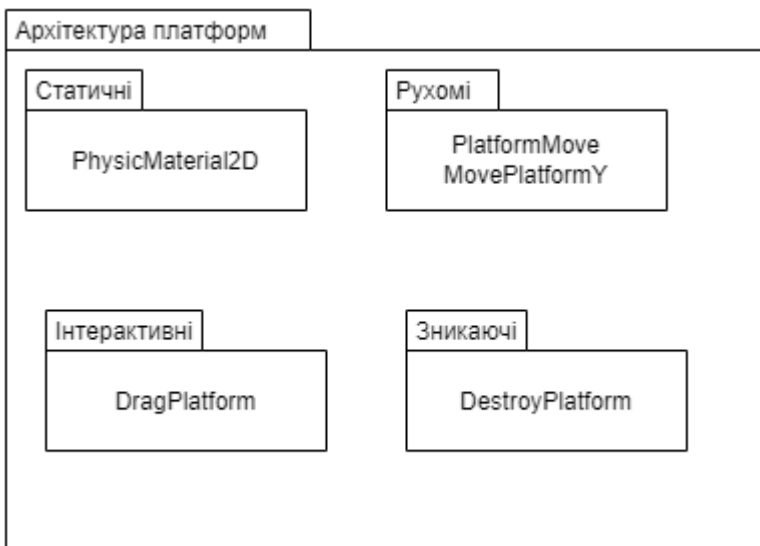 Архітектура платформ
Статичні
PhysicMaterial2D
Рухомі
PlatformMove
MovePlatformY
Інтерактивні
DragPlatform
Зникаючі
DestroyPlatform